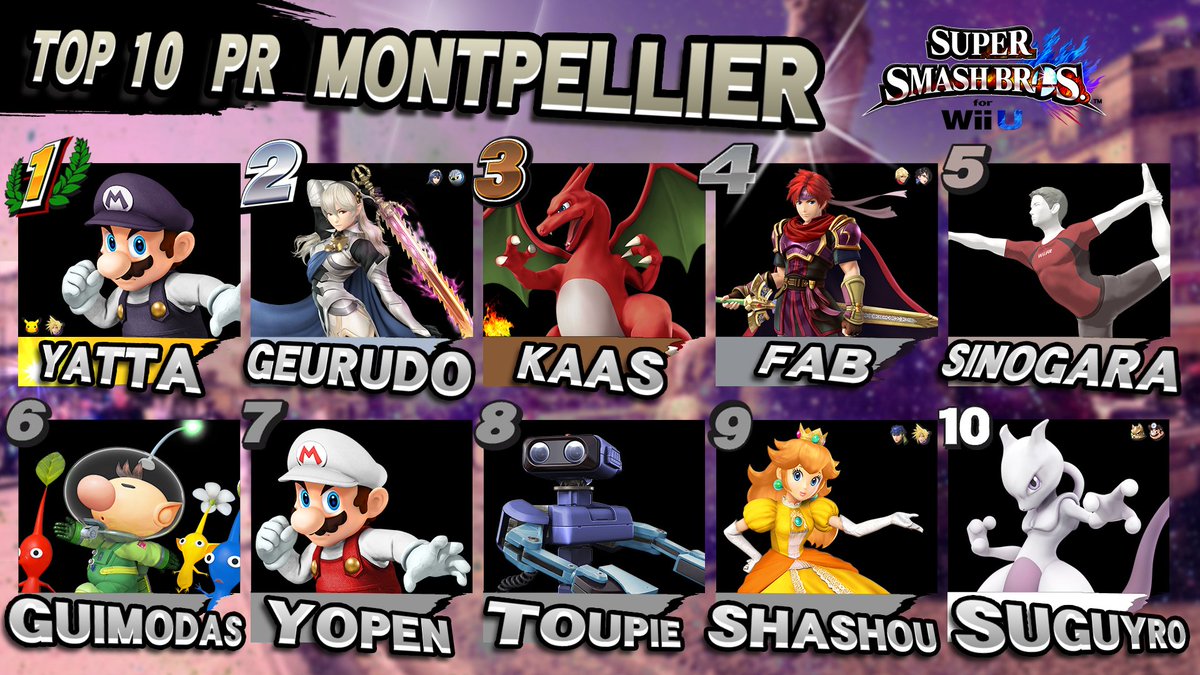 TOP 10 PR MONTPELLIER
SUPER
SMASH BROS.™
for
Wii U
1
2
3
4
5
YATTA
GEURUDO
KAAS
FAB
SINOGARA
6
7
8
9
10
GUIMODAS
YOPEN
TOUPIE
SHASHOU
SUGUYRO